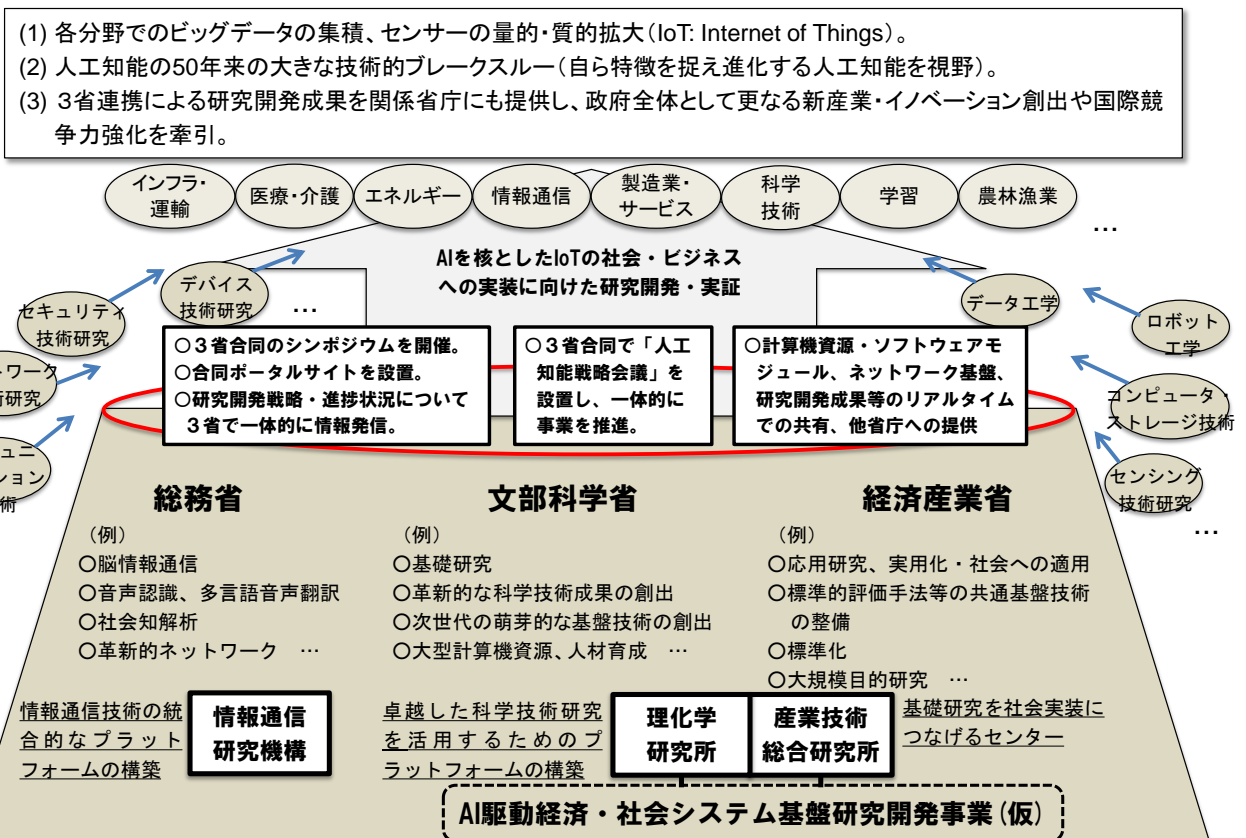 (1) 各分野でのビッグデータの集積、センサーの量的・質的拡大（IoT: Internet of Things）。
(2) 人工知能の50年来の大きな技術的ブレークスルー（自ら特徴を捉え進化する人工知能を視野）。
(3) ３省連携による研究開発成果を関係省庁にも提供し、政府全体として更なる新産業・イノベーション創出や国際競
争力強化を牽引。
インフラ・
運輸
医療・介護
エネルギー
情報通信
製造業・
サービス
科学
技術
学習
農林漁業
…
AIを核としたIoTの社会・ビジネス
への実装に向けた研究開発・実証
デバイス
技術研究
…
セキュリティ
技術研究
データ工学
ロボット
工学
コンピュータ・
ストレージ技術
センシング
技術研究
…
〇３省合同のシンポジウムを開催。
〇合同ポータルサイトを設置。
〇研究開発戦略・進捗状況について
３省で一体的に情報発信。
〇３省合同で「人工
知能戦略会議」を
設置し、一体的に
事業を推進。
〇計算機資源・ソフトウェアモ
ジュール、ネットワーク基盤、
研究開発成果等のリアルタイム
での共有、他省庁への提供
総務省
（例）
〇脳情報通信
〇音声認識、多言語音声翻訳
〇社会知解析
〇革新的ネットワーク　…
情報通信技術の統
合的なプラット
フォームの構築
情報通信
研究機構
文部科学省
（例）
〇基礎研究
〇革新的な科学技術成果の創出
〇次世代の萌芽的な基盤技術の創出
〇大型計算機資源、人材育成　…
卓越した科学技術研究
を活用するためのプ
ラットフォームの構築
理化学
研究所
経済産業省
（例）
〇応用研究、実用化・社会への適用
〇標準的評価手法等の共通基盤技術
の整備
〇標準化
〇大規模目的研究　…
産業技術
総合研究所
基礎研究を社会実装に
つなげるセンター
AI駆動経済・社会システム基盤研究開発事業（仮）